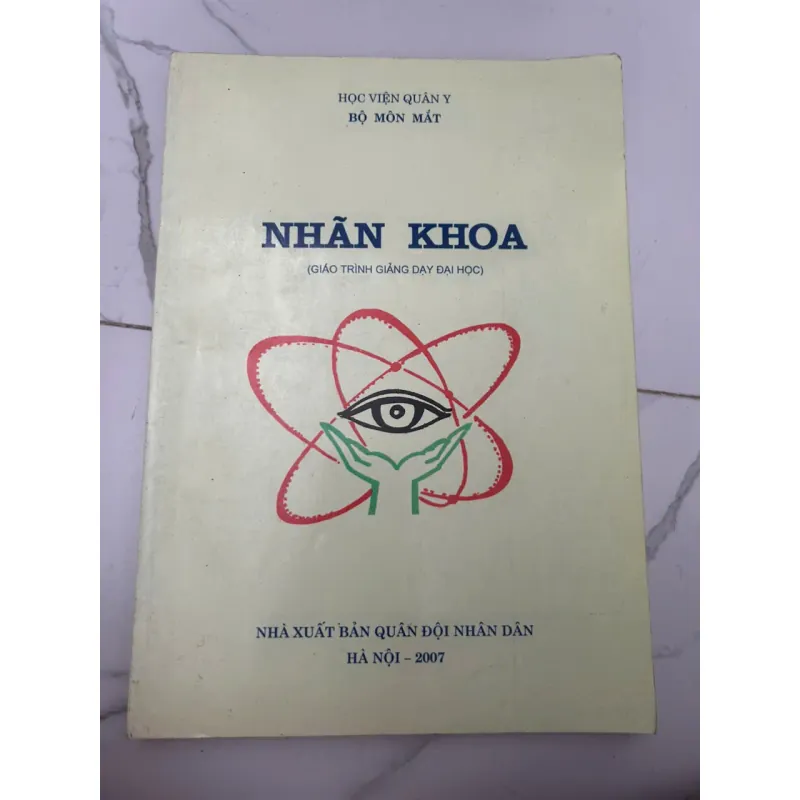 HỌC VIỆN QUÂN Y
BỘ MÔN MẮT
NHÃN KHOA
(GIÁO TRÌNH GIẢNG DẠY ĐẠI HỌC)
NHÀ XUẤT BẢN QUÂN ĐỘI NHÂN DÂN
HÀ NỘI – 2007